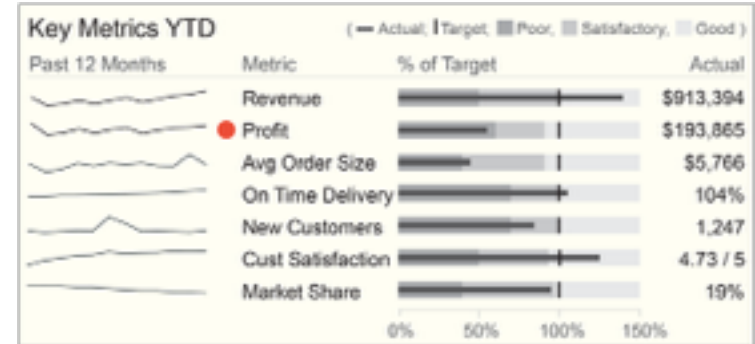 Key Metrics YTD ( Actual, Target, Poor, Satisfactory, Good )
Past 12 Months Metric % of Target Actual
Revenue $913,394
Profit $193,865
Avg Order Size $5,766
On Time Delivery 104%
New Customers 1,247
Cust Satisfaction 4.73 / 5
Market Share 19%
0% 50% 100% 150%